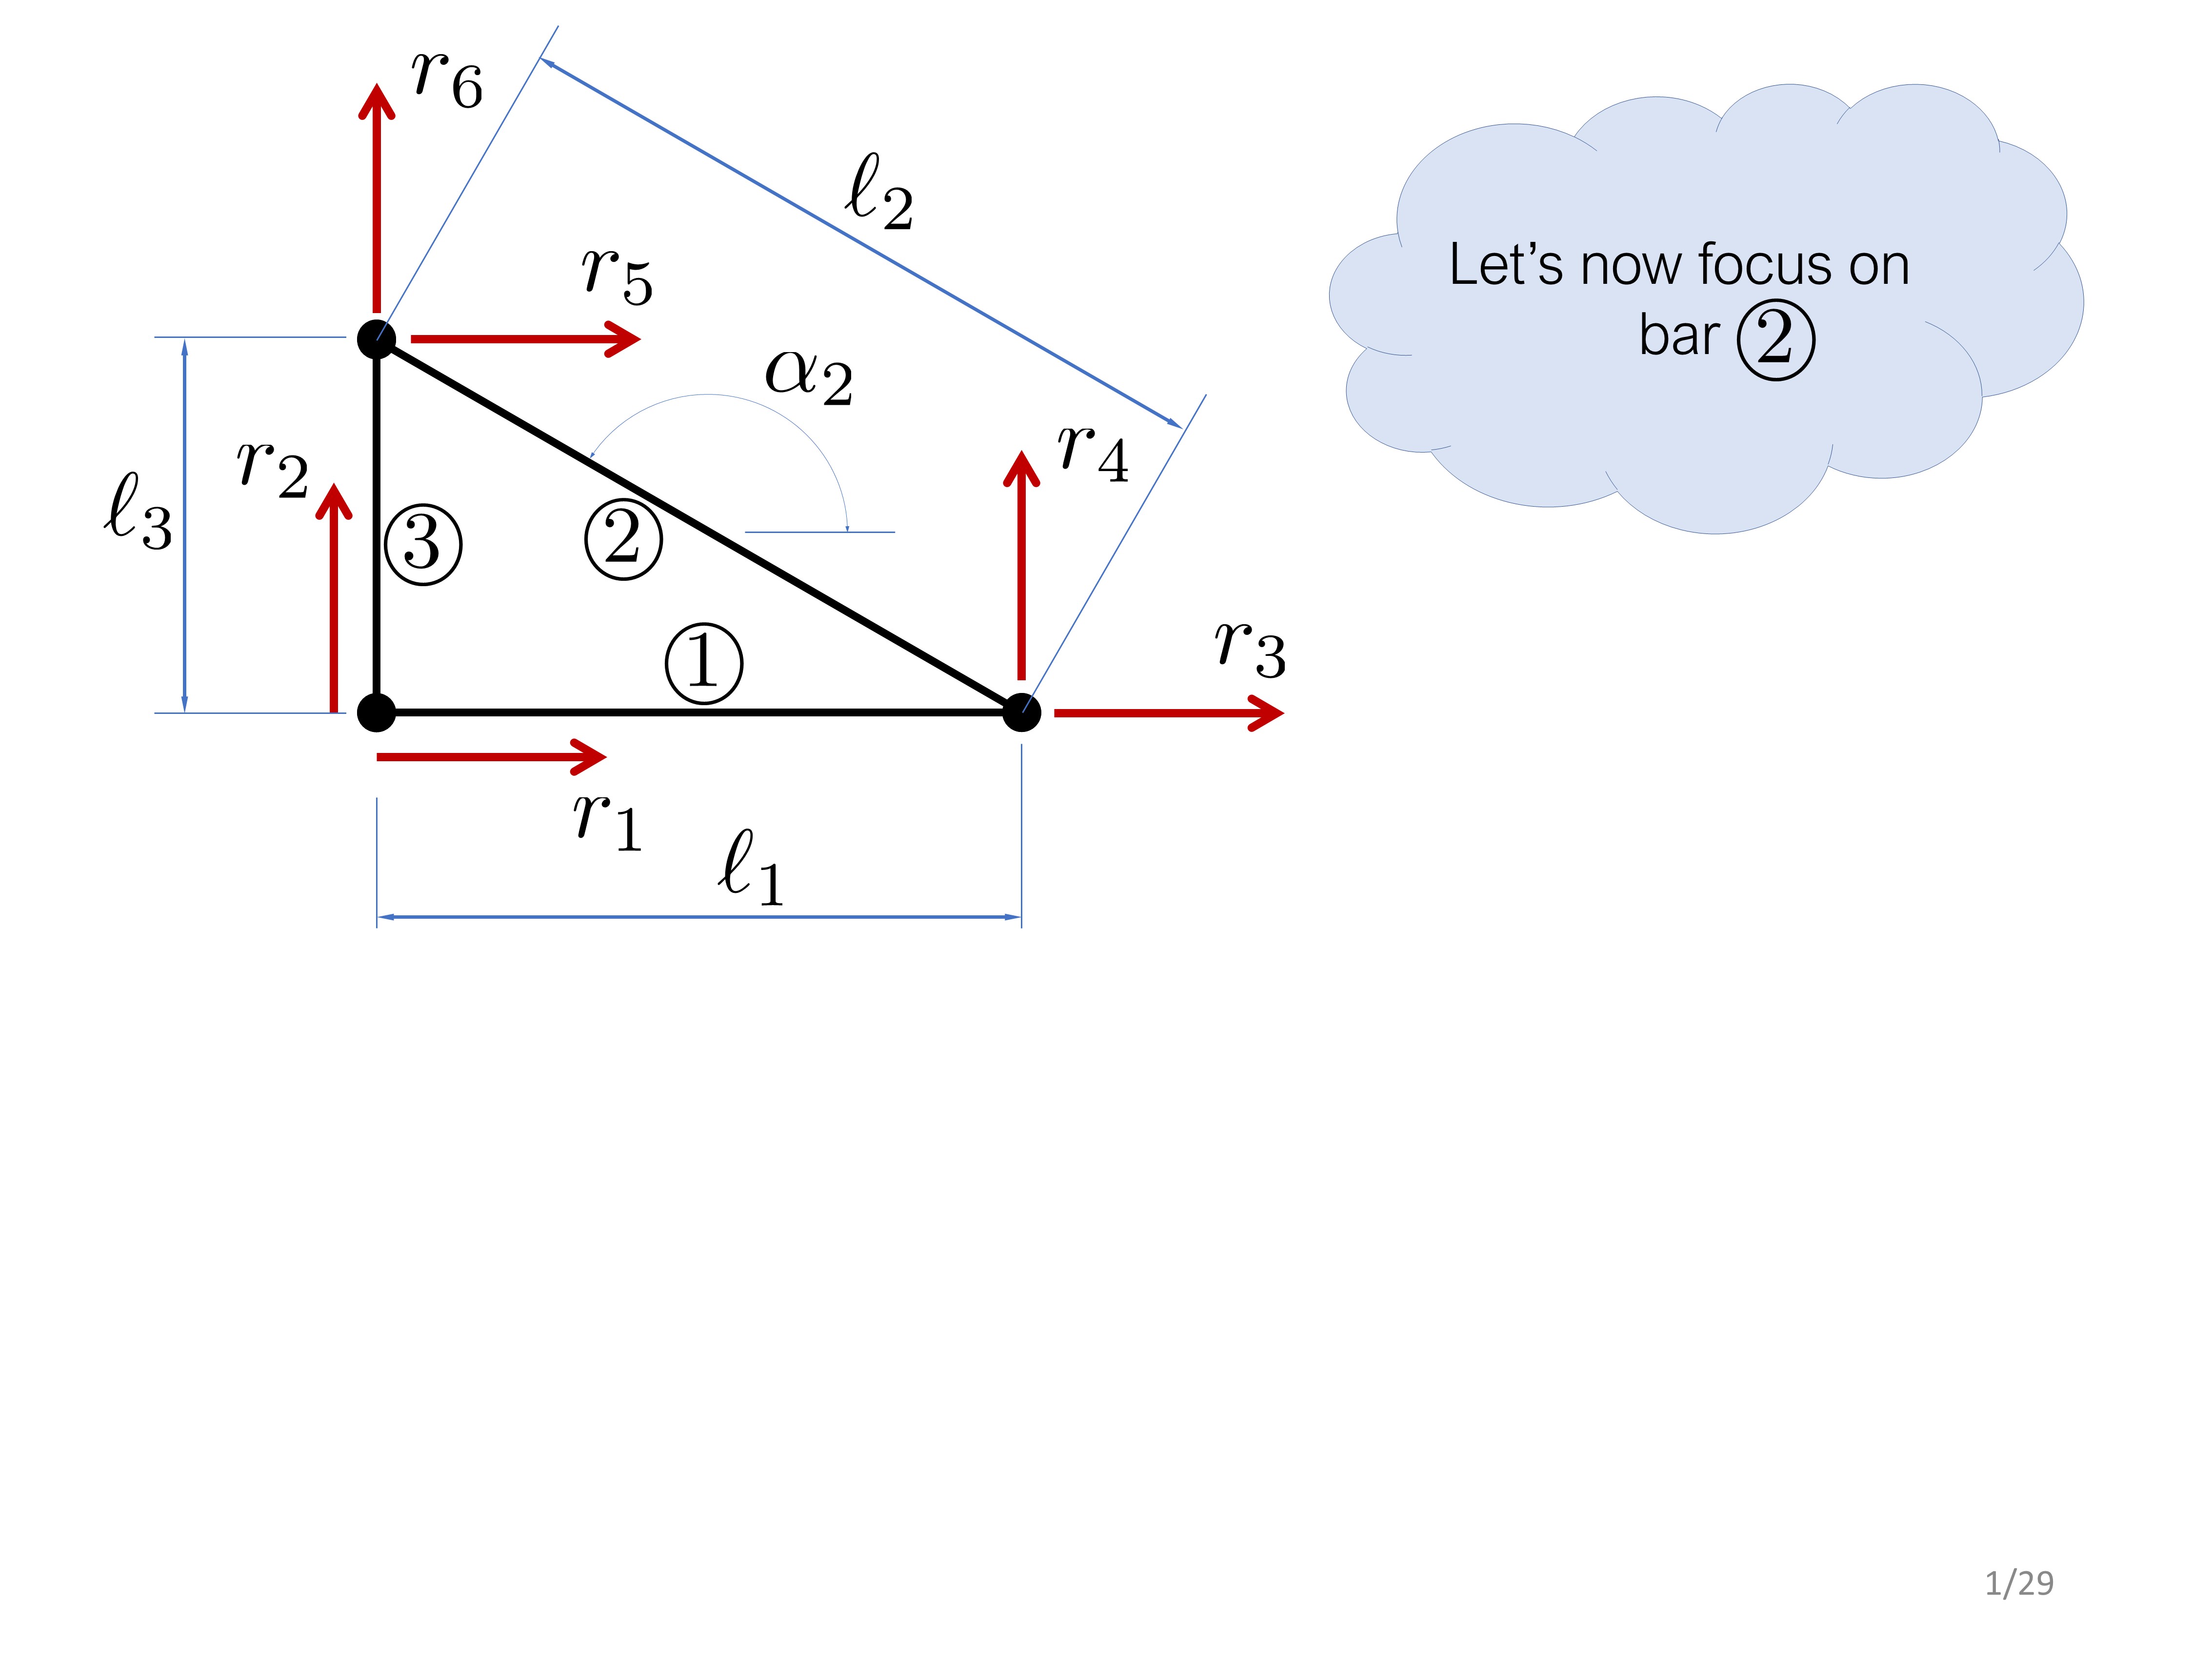 r₆
ℓ₂
r₅
α₂
r₄
r₂
ℓ₃
③
②
①
r₃
r₁
ℓ₁
Let’s now focus on
bar ②
1/29